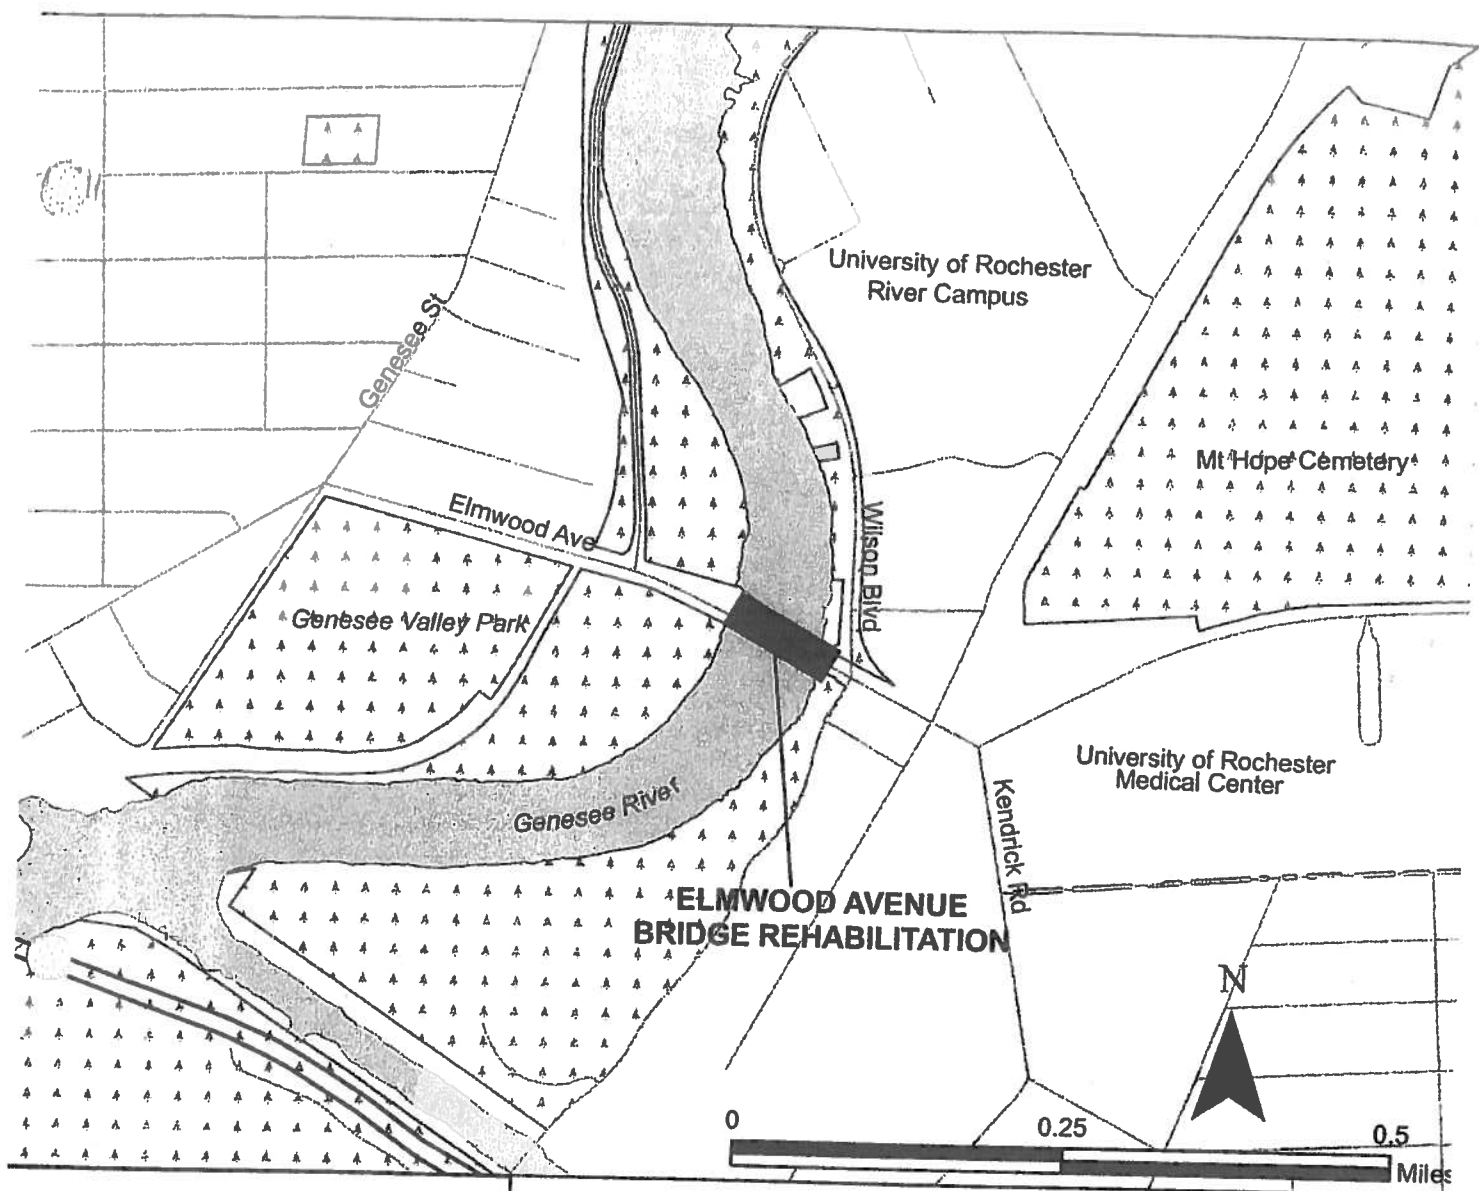 University of Rochester
River Campus
Genesee St
Mt Hope Cemetery
Elmwood Ave
Wilson Blvd
Genesee Valley Park
University of Rochester
Medical Center
Genesee River
Kendrick Rd
ELMWOOD AVENUE
BRIDGE REHABILITATION
N
0
0.25
0.5
Miles